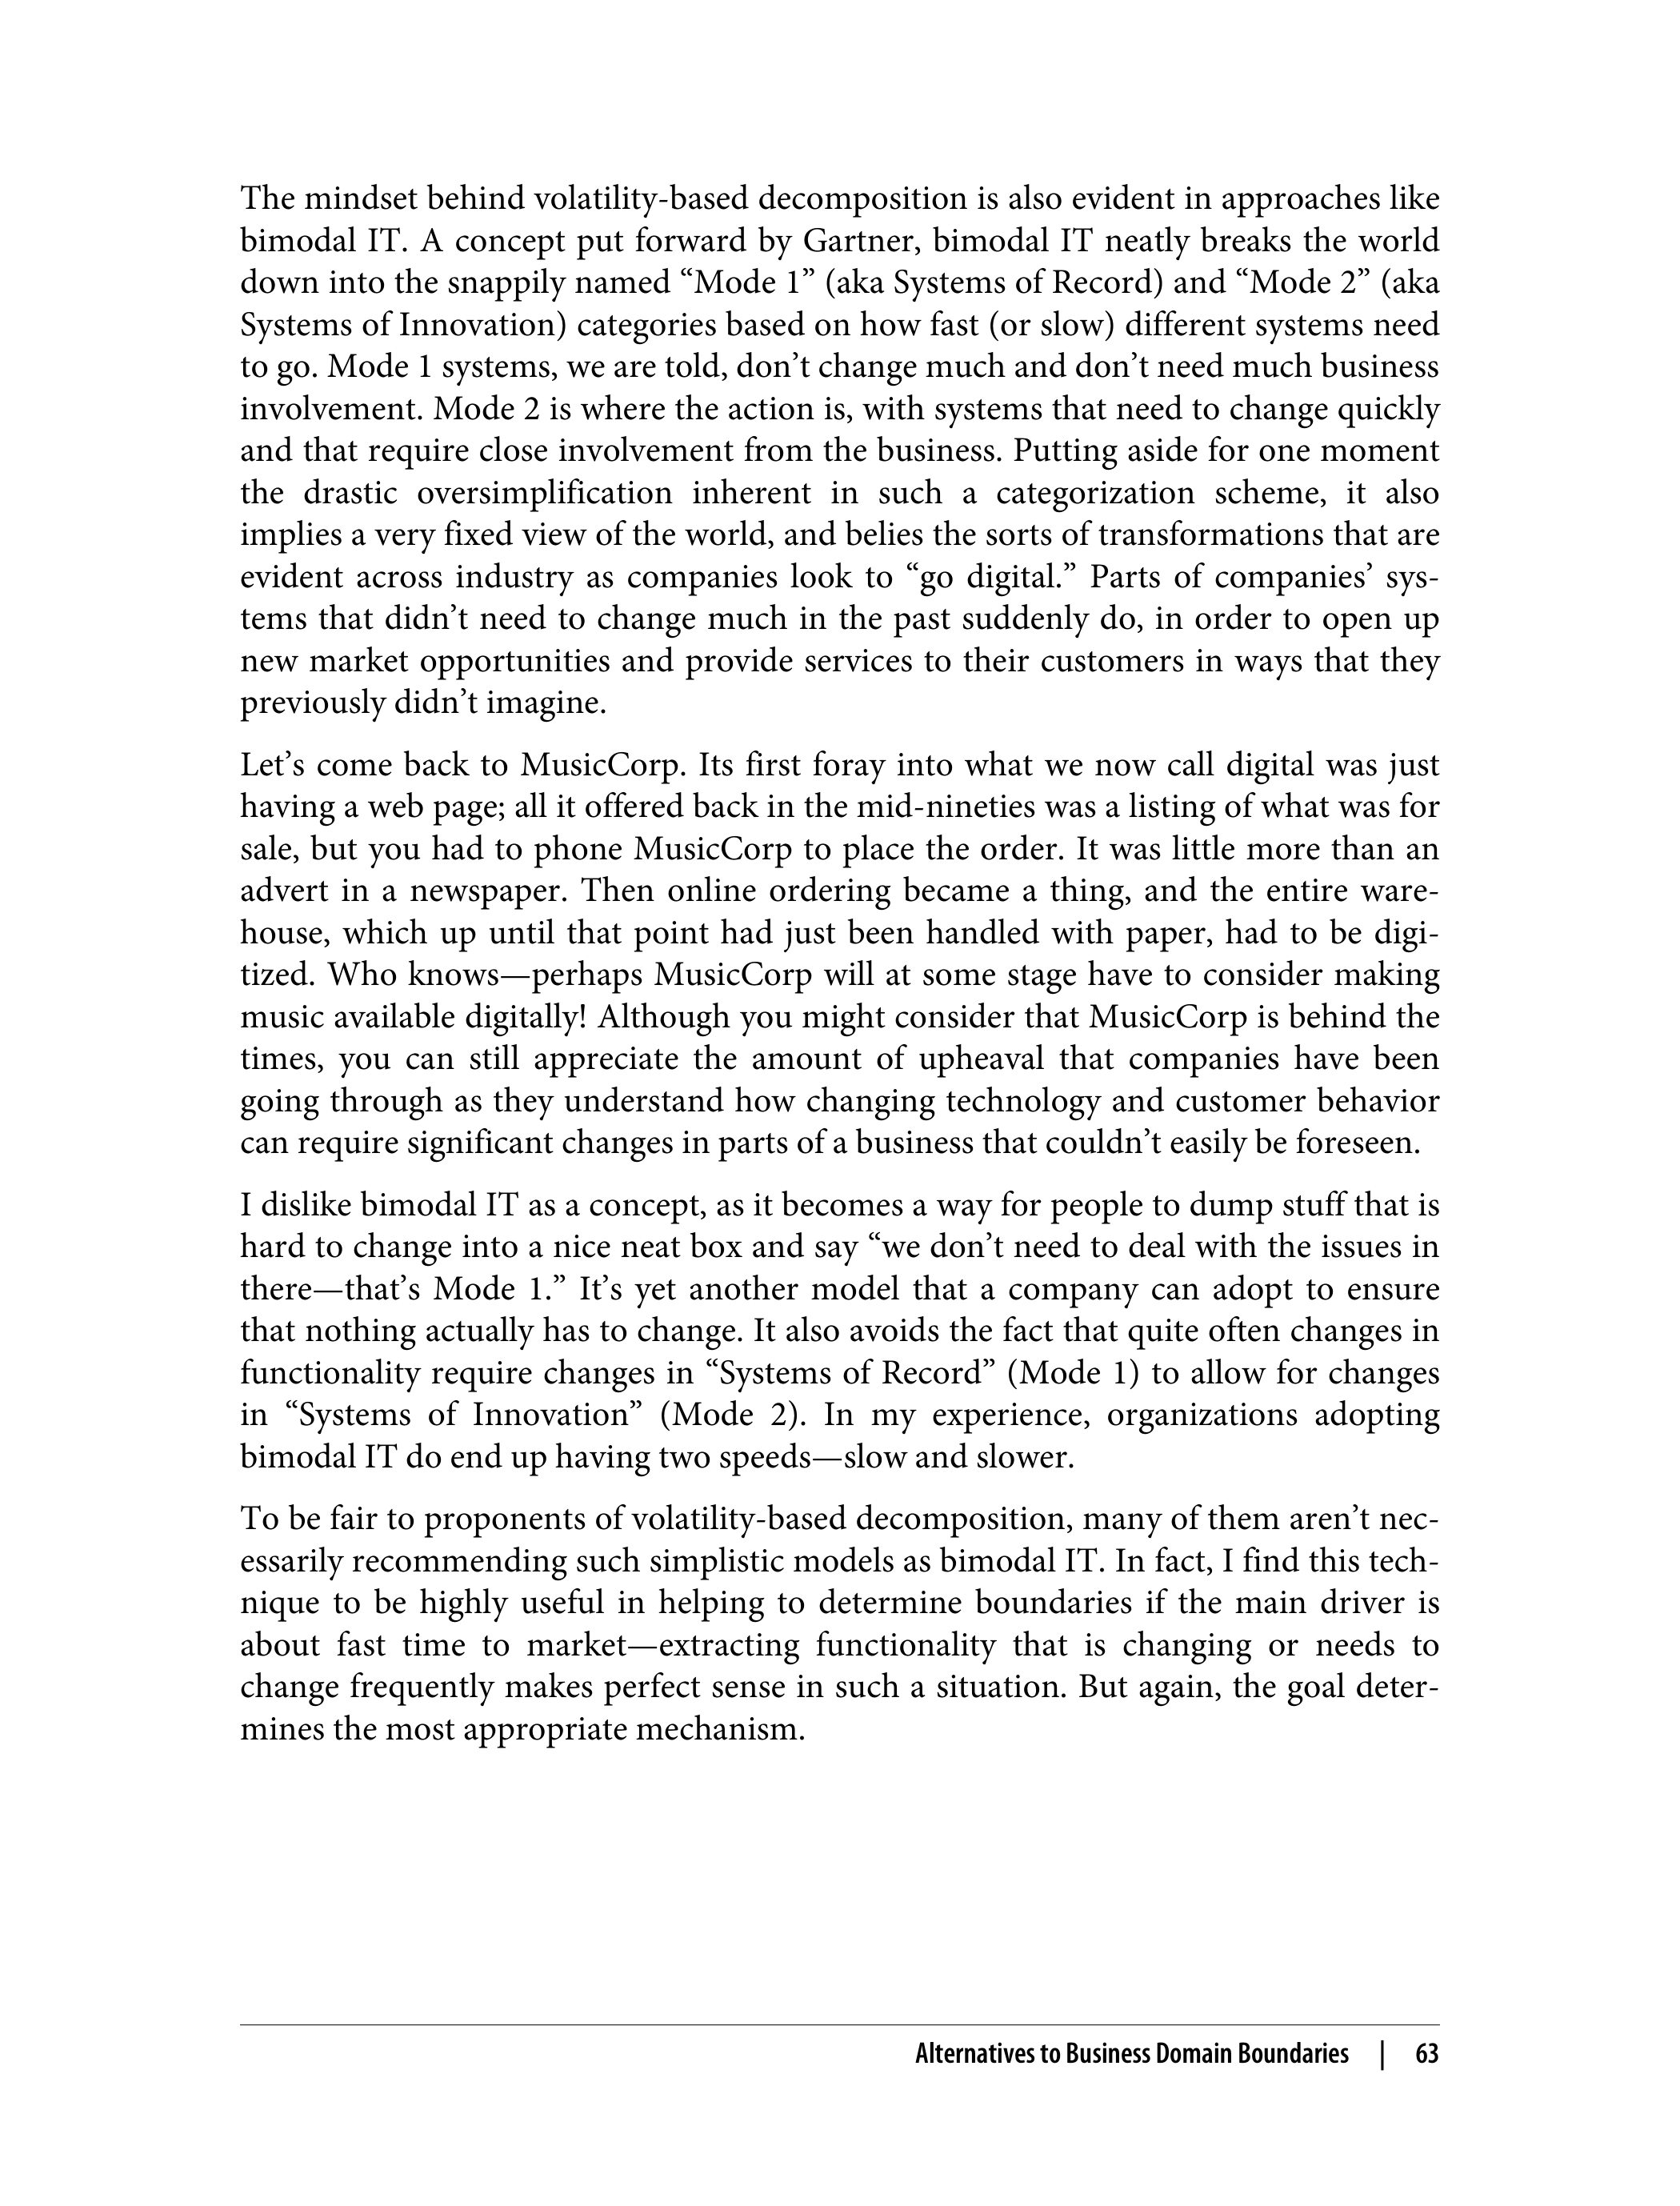 The mindset behind volatility-based decomposition is also evident in approaches like
bimodal IT. A concept put forward by Gartner, bimodal IT neatly breaks the world
down into the snappily named “Mode 1” (aka Systems of Record) and “Mode 2” (aka
Systems of Innovation) categories based on how fast (or slow) different systems need
to go. Mode 1 systems, we are told, don’t change much and don’t need much business
involvement. Mode 2 is where the action is, with systems that need to change quickly
and that require close involvement from the business. Putting aside for one moment
the drastic oversimplification inherent in such a categorization scheme, it also
implies a very fixed view of the world, and belies the sorts of transformations that are
evident across industry as companies look to “go digital.” Parts of companies’ sys-
tems that didn’t need to change much in the past suddenly do, in order to open up
new market opportunities and provide services to their customers in ways that they
previously didn’t imagine.
Let’s come back to MusicCorp. Its first foray into what we now call digital was just
having a web page; all it offered back in the mid-nineties was a listing of what was for
sale, but you had to phone MusicCorp to place the order. It was little more than an
advert in a newspaper. Then online ordering became a thing, and the entire ware-
house, which up until that point had just been handled with paper, had to be digi-
tized. Who knows—perhaps MusicCorp will at some stage have to consider making
music available digitally! Although you might consider that MusicCorp is behind the
times, you can still appreciate the amount of upheaval that companies have been
going through as they understand how changing technology and customer behavior
can require significant changes in parts of a business that couldn’t easily be foreseen.
I dislike bimodal IT as a concept, as it becomes a way for people to dump stuff that is
hard to change into a nice neat box and say “we don’t need to deal with the issues in
there—that’s Mode 1.” It’s yet another model that a company can adopt to ensure
that nothing actually has to change. It also avoids the fact that quite often changes in
functionality require changes in “Systems of Record” (Mode 1) to allow for changes
in “Systems of Innovation” (Mode 2). In my experience, organizations adopting
bimodal IT do end up having two speeds—slow and slower.
To be fair to proponents of volatility-based decomposition, many of them aren’t nec-
essarily recommending such simplistic models as bimodal IT. In fact, I find this tech-
nique to be highly useful in helping to determine boundaries if the main driver is
about fast time to market—extracting functionality that is changing or needs to
change frequently makes perfect sense in such a situation. But again, the goal deter-
mines the most appropriate mechanism.
Alternatives to Business Domain Boundaries | 63